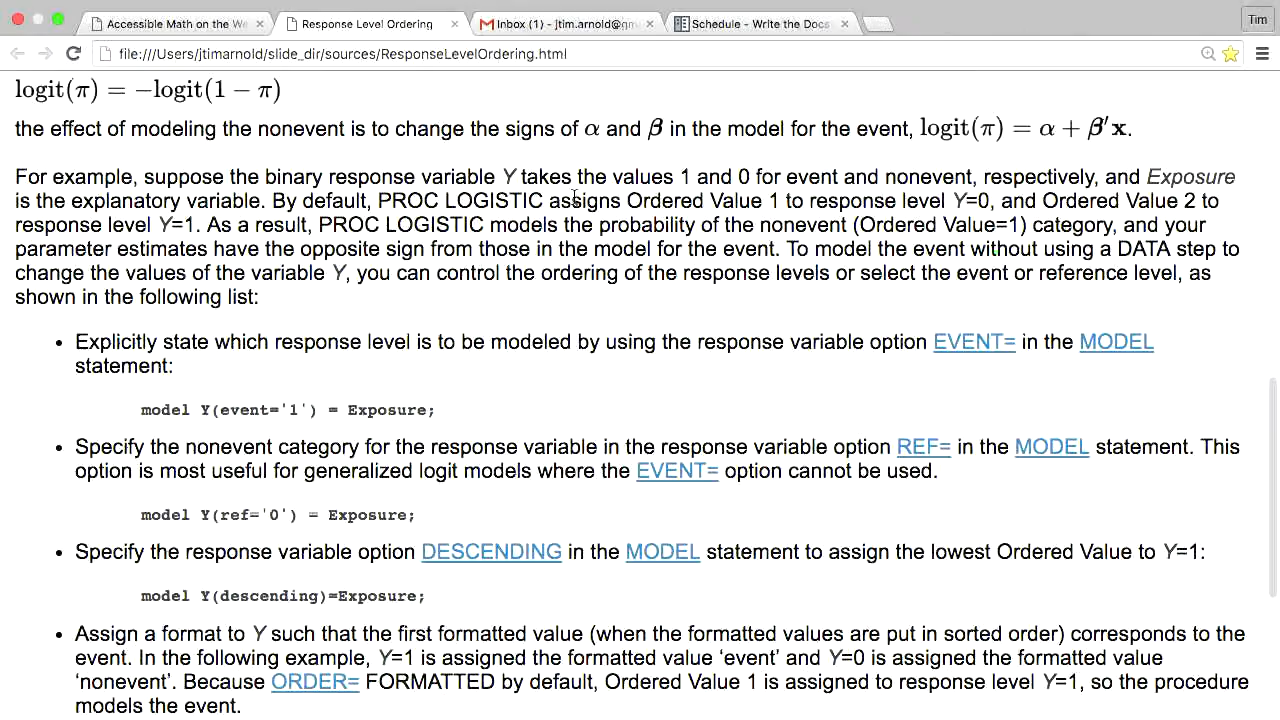 Accessible Math on the We
Response Level Ordering
Inbox (1) - jtim.arnold@gm
Schedule - Write the Docs
Tim
file:///Users/jtimarnold/slide_dir/sources/ResponseLevelOrdering.html
logit(π) = −logit(1 − π)
the effect of modeling the nonevent is to change the signs of α and β in the model for the event, logit(π) = α + β′x.
For example, suppose the binary response variable Y takes the values 1 and 0 for event and nonevent, respectively, and Exposure
is the explanatory variable. By default, PROC LOGISTIC assigns Ordered Value 1 to response level Y=0, and Ordered Value 2 to
response level Y=1. As a result, PROC LOGISTIC models the probability of the nonevent (Ordered Value=1) category, and your
parameter estimates have the opposite sign from those in the model for the event. To model the event without using a DATA step to
change the values of the variable Y, you can control the ordering of the response levels or select the event or reference level, as
shown in the following list:
• Explicitly state which response level is to be modeled by using the response variable option EVENT= in the MODEL
statement:
model Y(event='1') = Exposure;
• Specify the nonevent category for the response variable in the response variable option REF= in the MODEL statement. This
option is most useful for generalized logit models where the EVENT= option cannot be used.
model Y(ref='0') = Exposure;
• Specify the response variable option DESCENDING in the MODEL statement to assign the lowest Ordered Value to Y=1:
model Y(descending)=Exposure;
• Assign a format to Y such that the first formatted value (when the formatted values are put in sorted order) corresponds to the
event. In the following example, Y=1 is assigned the formatted value ‘event’ and Y=0 is assigned the formatted value
‘nonevent’. Because ORDER= FORMATTED by default, Ordered Value 1 is assigned to response level Y=1, so the procedure
models the event.